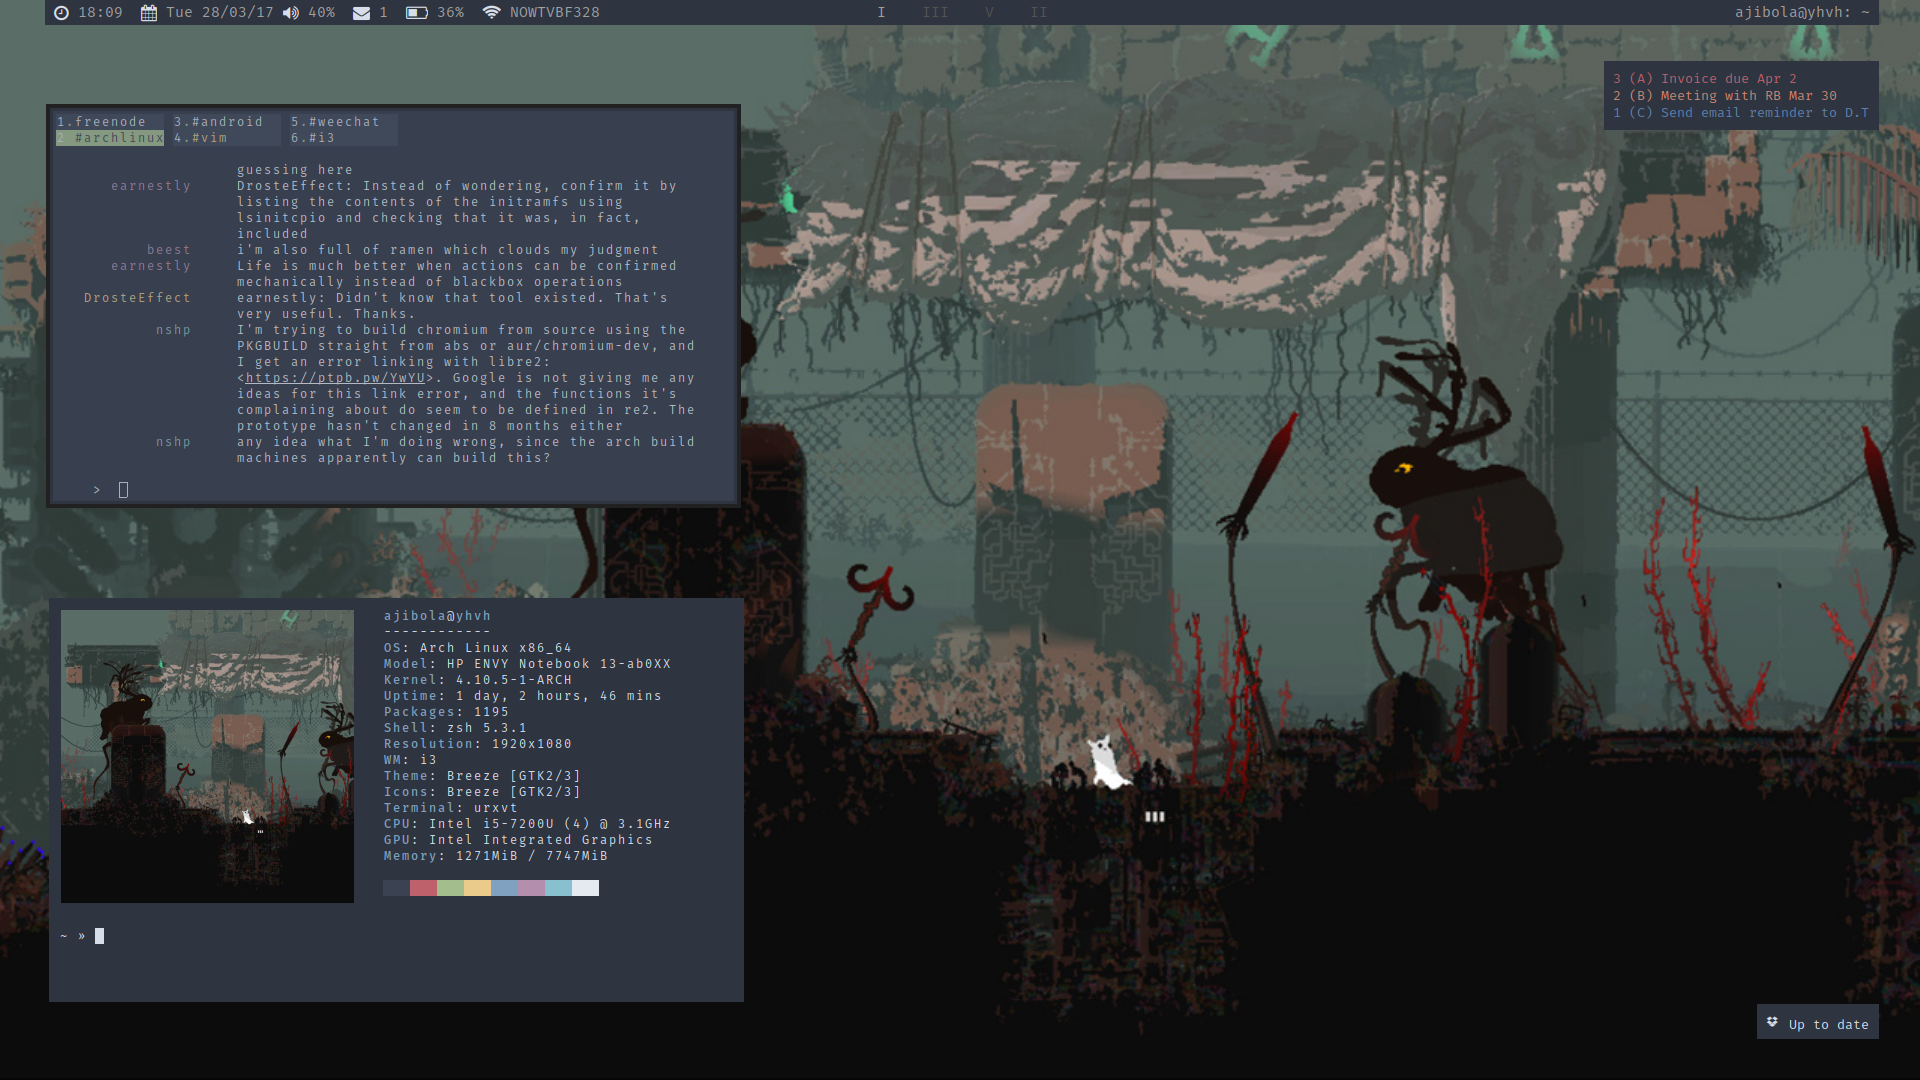 18:09 Tue 28/03/17 40% 1 36% NOWTVBF328
I III V II
ajibola@yhvh: ~
3 (A) Invoice due Apr 2
2 (B) Meeting with RB Mar 30
1 (C) Send email reminder to D.T
1.freenode 3.#android 5.#weechat
2 #archlinux 4.#vim 6.#i3
guessing here
earnestly DrosteEffect: Instead of wondering, confirm it by
listing the contents of the initramfs using
lsinitcpio and checking that it was, in fact,
included
beest i'm also full of ramen which clouds my judgment
earnestly Life is much better when actions can be confirmed
mechanically instead of blackbox operations
DrosteEffect earnestly: Didn't know that tool existed. That's
very useful. Thanks.
nshp I'm trying to build chromium from source using the
PKGBUILD straight from abs or aur/chromium-dev, and
I get an error linking with libre2:
<https://ptpb.pw/YwYU>. Google is not giving me any
ideas for this link error, and the functions it's
complaining about do seem to be defined in re2. The
prototype hasn't changed in 8 months either
nshp any idea what I'm doing wrong, since the arch build
machines apparently can build this?
>
ajibola@yhvh
------------
OS: Arch Linux x86_64
Model: HP ENVY Notebook 13-ab0XX
Kernel: 4.10.5-1-ARCH
Uptime: 1 day, 2 hours, 46 mins
Packages: 1195
Shell: zsh 5.3.1
Resolution: 1920x1080
WM: i3
Theme: Breeze [GTK2/3]
Icons: Breeze [GTK2/3]
Terminal: urxvt
CPU: Intel i5-7200U (4) @ 3.1GHz
GPU: Intel Integrated Graphics
Memory: 1271MiB / 7747MiB
~ »
Up to date